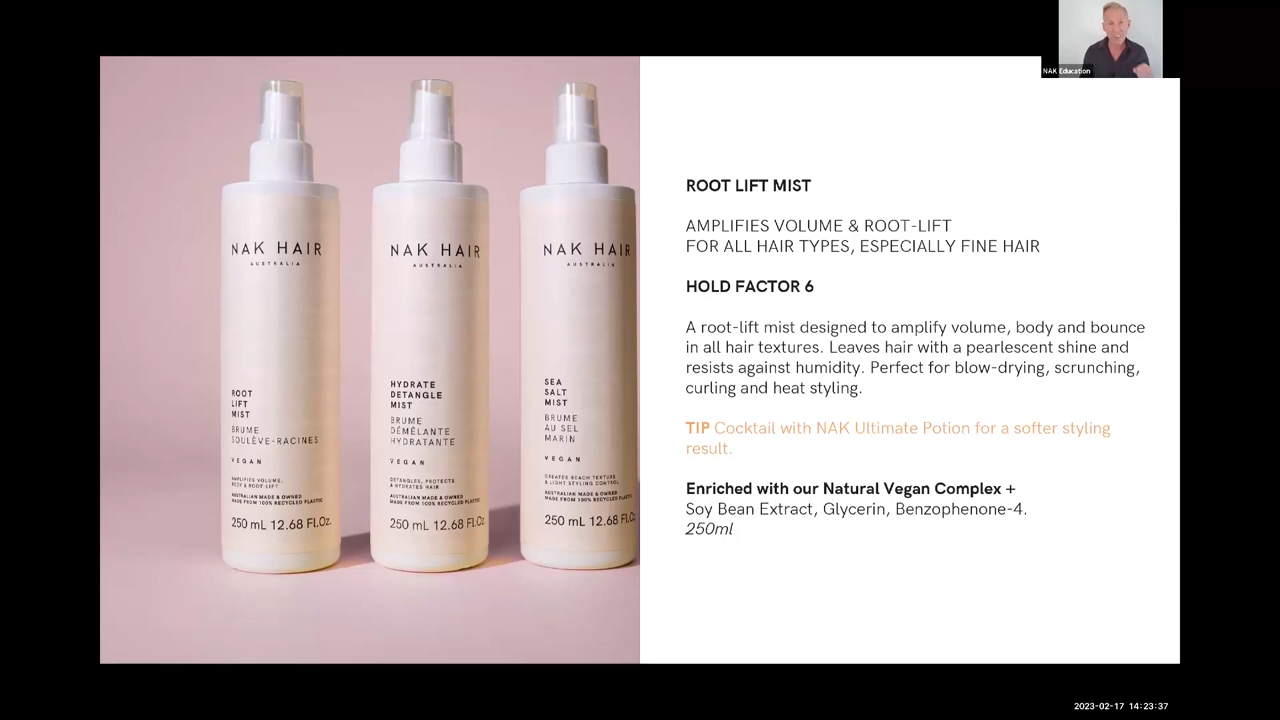 NAK Education
NAK HAIR
AUSTRALIA
ROOT
LIFT
MIST
BRUME
SOULÈVE-RACINES
VEGAN
AMPLIFIES VOLUME,
BODY & ROOT-LIFT
AUSTRALIAN MADE & OWNED
MADE FROM 100% RECYCLED PLASTIC
250 mL 12.68 Fl.Oz.
NAK HAIR
AUSTRALIA
HYDRATE
DETANGLE
MIST
BRUME
DÉMÊLANTE
HYDRATANTE
VEGAN
DETANGLES, PROTECTS
& HYDRATES HAIR
AUSTRALIAN MADE & OWNED
MADE FROM 100% RECYCLED PLASTIC
250 mL 12.68 Fl.Oz.
NAK HAIR
AUSTRALIA
SEA
SALT
MIST
BRUME
AU SEL
MARIN
VEGAN
CREATES BEACH TEXTURE
& LIGHT STYLING CONTROL
AUSTRALIAN MADE & OWNED
MADE FROM 100% RECYCLED PLASTIC
250 mL 12.68 Fl.Oz
ROOT LIFT MIST
AMPLIFIES VOLUME & ROOT-LIFT
FOR ALL HAIR TYPES, ESPECIALLY FINE HAIR
HOLD FACTOR 6
A root-lift mist designed to amplify volume, body and bounce
in all hair textures. Leaves hair with a pearlescent shine and
resists against humidity. Perfect for blow-drying, scrunching,
curling and heat styling.
TIP Cocktail with NAK Ultimate Potion for a softer styling
result.
Enriched with our Natural Vegan Complex +
Soy Bean Extract, Glycerin, Benzophenone-4.
250ml
2023-02-17 14:23:37